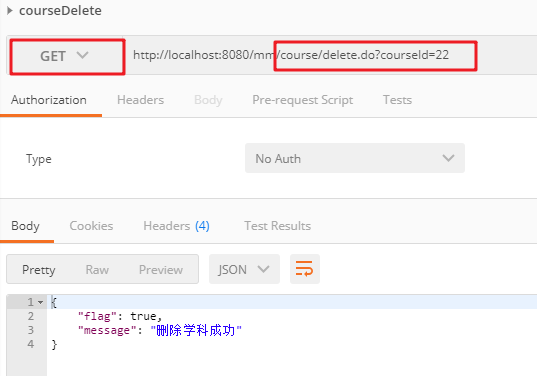 courseDelete
GET http://localhost:8080/mm/course/delete.do?courseId=22
Authorization Headers Body Pre-request Script Tests
Type No Auth
Body Cookies Headers (4) Test Results
Pretty Raw Preview JSON
1 {
2 "flag": true,
3 "message": "删除学科成功"
4 }